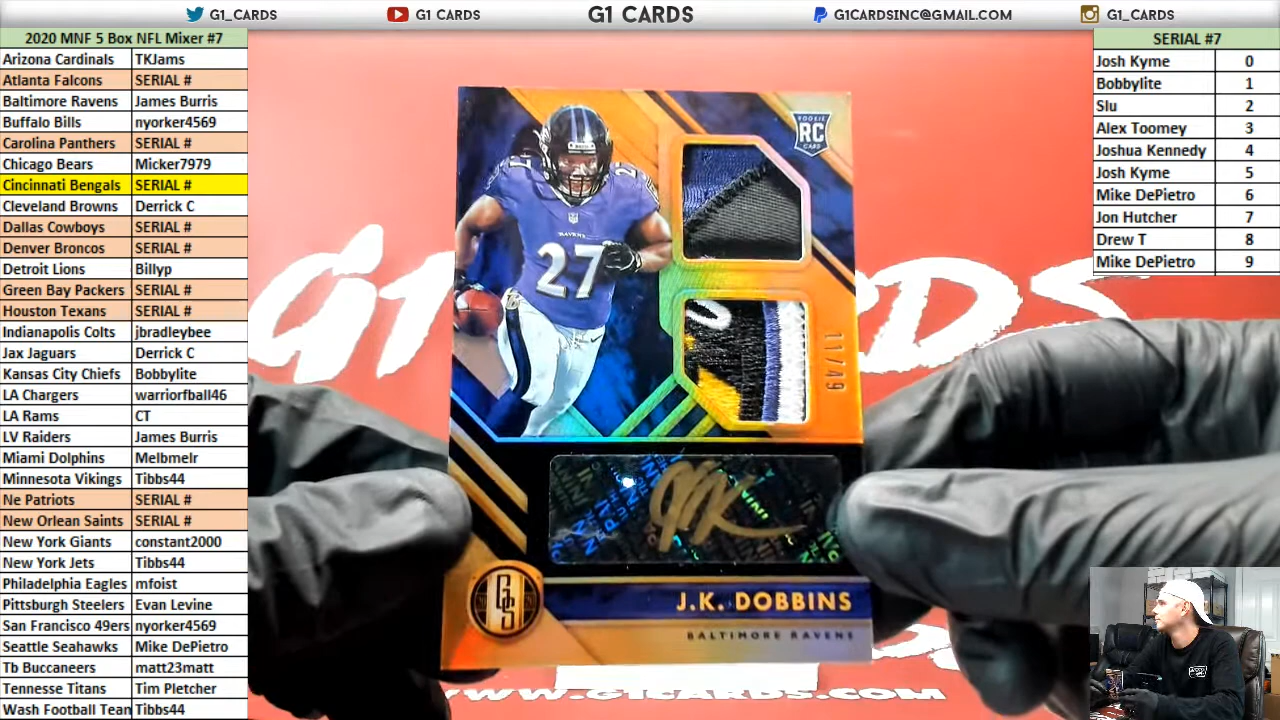 G1_CARDS
G1 CARDS
G1 CARDS
G1CARDSINC@GMAIL.COM
G1_CARDS
2020 MNF 5 Box NFL Mixer #7
Arizona Cardinals TKJams
Atlanta Falcons SERIAL #
Baltimore Ravens James Burris
Buffalo Bills nyorker4569
Carolina Panthers SERIAL #
Chicago Bears Micker7979
Cincinnati Bengals SERIAL #
Cleveland Browns Derrick C
Dallas Cowboys SERIAL #
Denver Broncos SERIAL #
Detroit Lions Billyp
Green Bay Packers SERIAL #
Houston Texans SERIAL #
Indianapolis Colts jbradleybee
Jax Jaguars Derrick C
Kansas City Chiefs Bobbylite
LA Chargers warriorfball46
LA Rams CT
LV Raiders James Burris
Miami Dolphins Melbmelr
Minnesota Vikings Tibbs44
Ne Patriots SERIAL #
New Orlean Saints SERIAL #
New York Giants constant2000
New York Jets Tibbs44
Philadelphia Eagles mfoist
Pittsburgh Steelers Evan Levine
San Francisco 49ers nyorker4569
Seattle Seahawks Mike DePietro
Tb Buccaneers matt23matt
Tennesse Titans Tim Pletcher
Wash Football Team Tibbs44
SERIAL #7
Josh Kyme 0
Bobbylite 1
Slu 2
Alex Toomey 3
Joshua Kennedy 4
Josh Kyme 5
Mike DePietro 6
Jon Hutcher 7
Drew T 8
Mike DePietro 9
ROOKIE
RC
CARD
RAVENS
27
11/49
GS
J.K. DOBBINS
BALTIMORE RAVENS
WWW.G1CARDS.COM